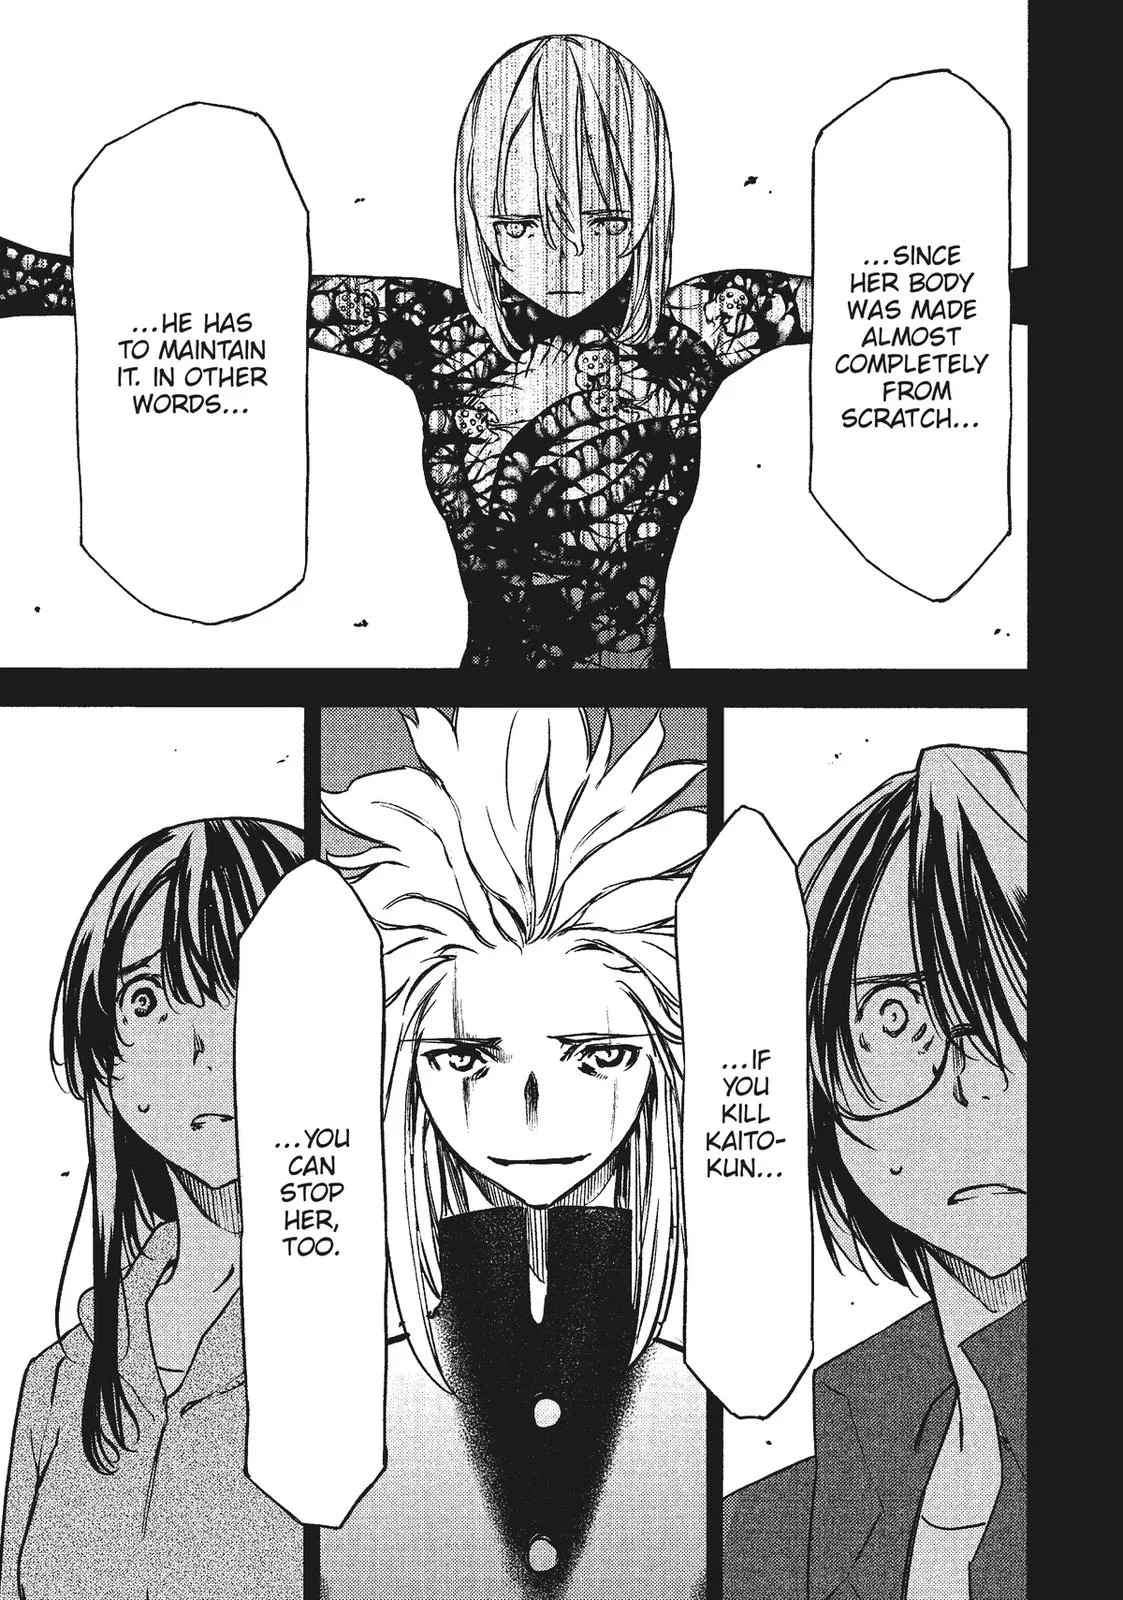 ...SINCE
HER BODY
WAS MADE
ALMOST
COMPLETELY
FROM
SCRATCH...
...HE HAS
TO MAINTAIN
IT. IN OTHER
WORDS...
...IF
YOU
KILL
KAITO-
KUN...
...YOU
CAN
STOP
HER,
TOO.